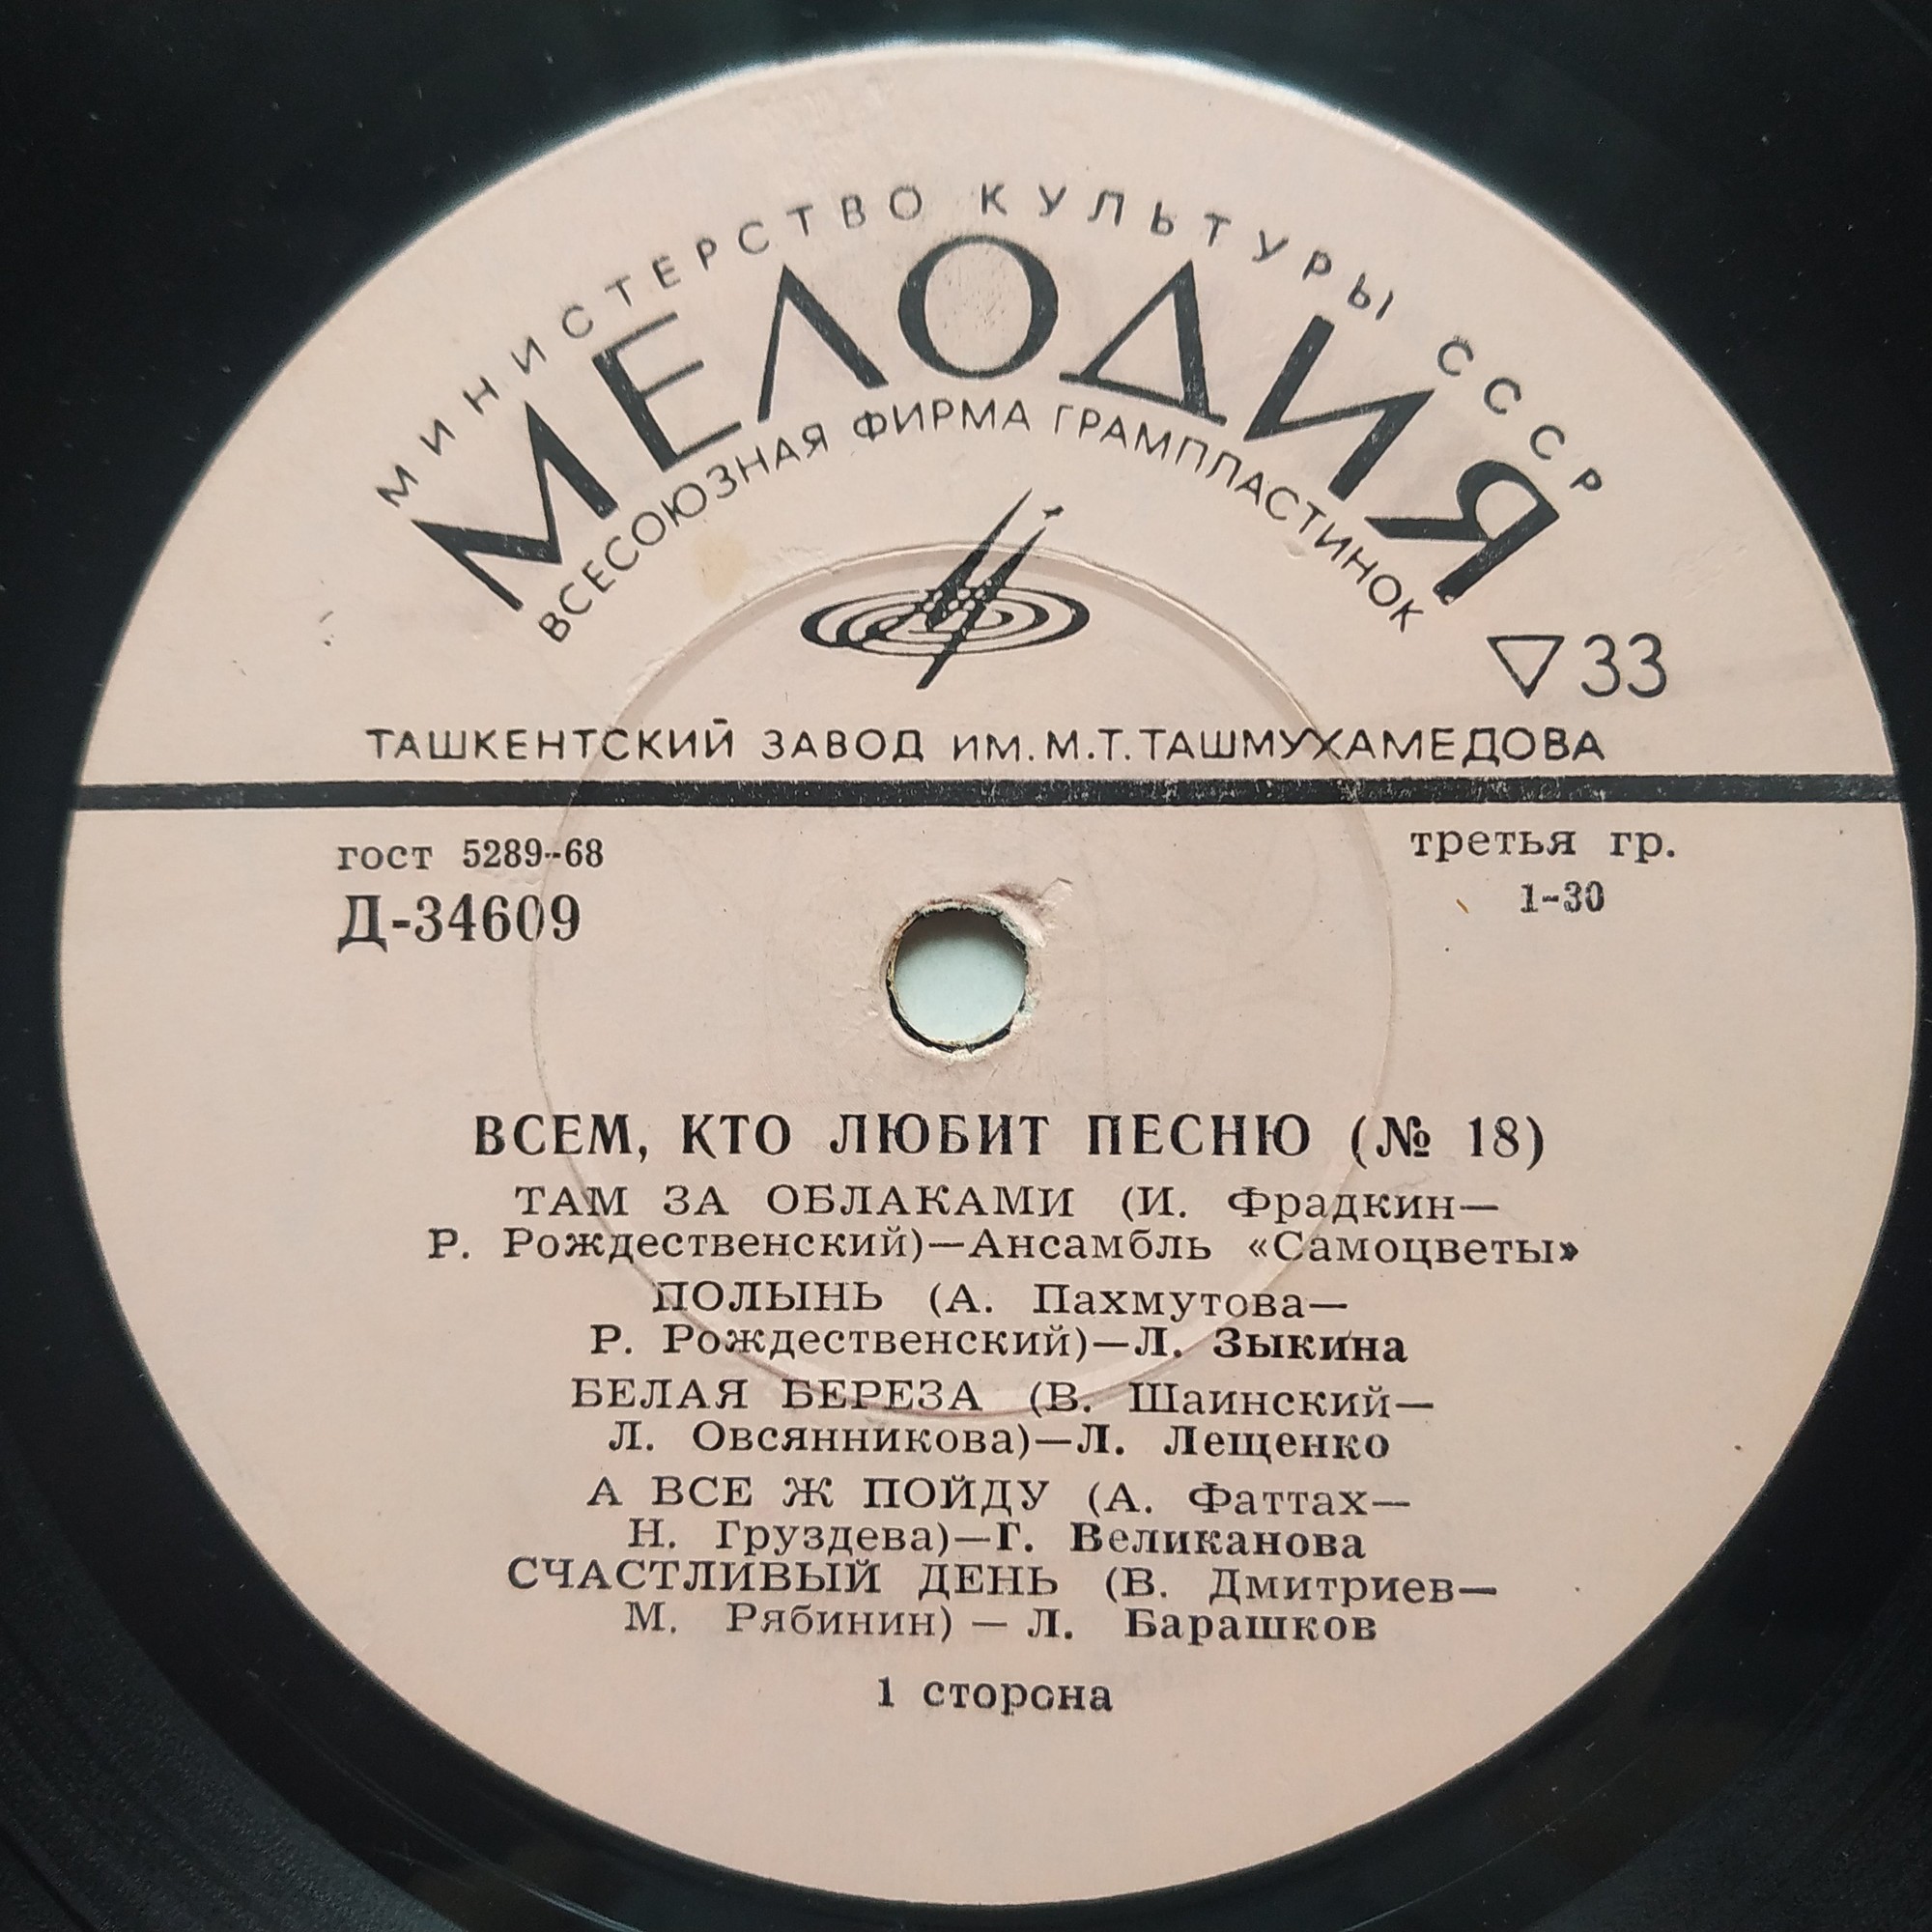 МИНИСТЕРСТВО КУЛЬТУРЫ СССР
МЕЛОДИЯ
ВСЕСОЮЗНАЯ ФИРМА ГРАМПЛАСТИНОК
33
ТАШКЕНТСКИЙ ЗАВОД ИМ. М.Т. ТАШМУХАМЕДОВА
гост 5289-68
третья гр.
Д-34609
1-30
ВСЕМ, КТО ЛЮБИТ ПЕСНЮ (№ 18)
ТАМ ЗА ОБЛАКАМИ (И. Фрадкин—
Р. Рождественский)—Ансамбль «Самоцветы»
ПОЛЫНЬ (А. Пахмутова—
Р. Рождественский)—Л. Зыкина
БЕЛАЯ БЕРЕЗА (В. Шаинский—
Л. Овсянникова)—Л. Лещенко
А ВСЕ Ж ПОЙДУ (А. Фаттах—
Н. Груздева)—Г. Великанова
СЧАСТЛИВЫЙ ДЕНЬ (В. Дмитриев—
М. Рябинин) — Л. Барашков
1 сторона